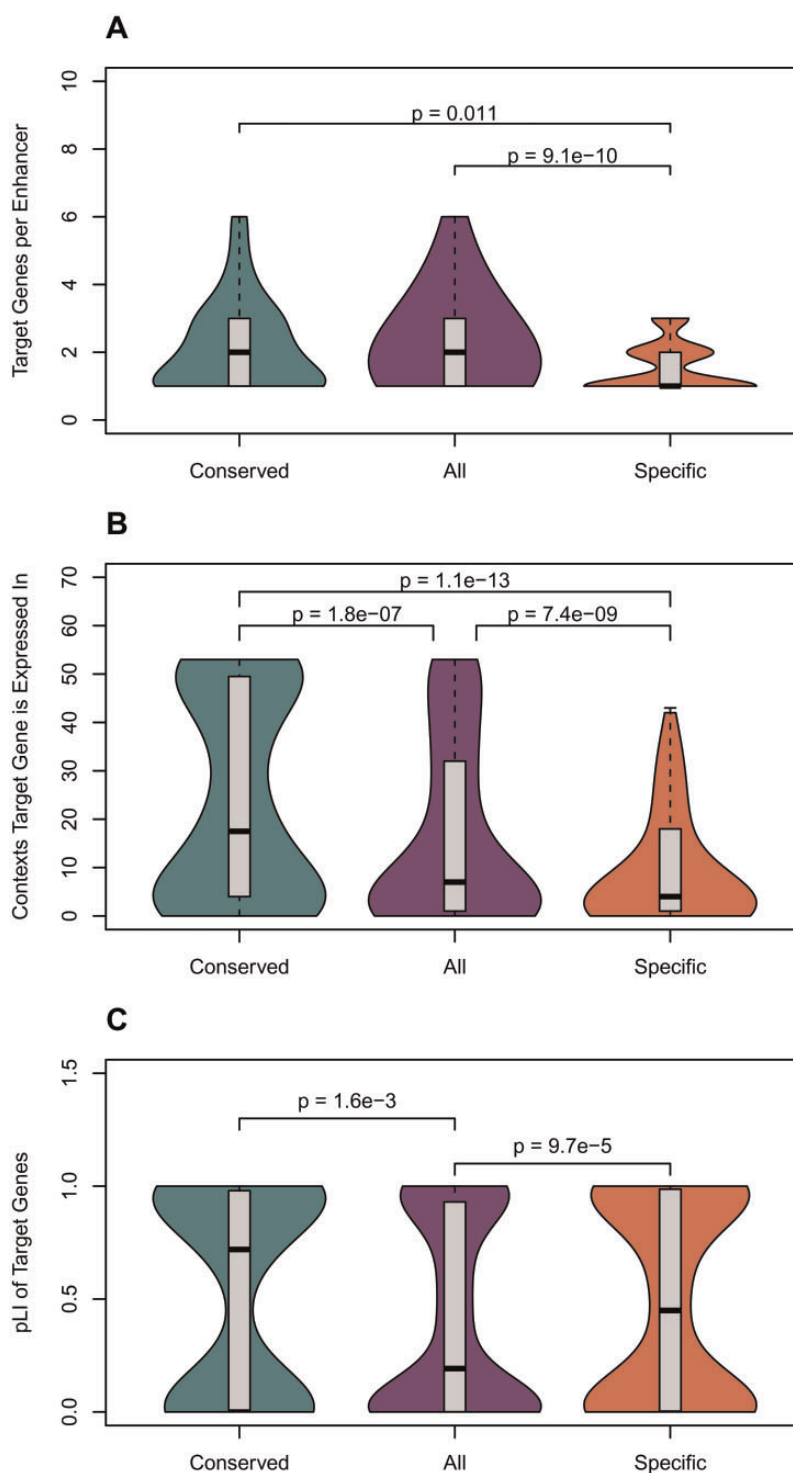 A
Target Genes per Enhancer
10
8
6
4
2
0
p = 0.011
p = 9.1e−10
Conserved All Specific
B
Contexts Target Gene is Expressed In
70
60
50
40
30
20
10
0
p = 1.1e−13
p = 1.8e−07 p = 7.4e−09
Conserved All Specific
C
pLI of Target Genes
1.5
1.0
0.5
0.0
p = 1.6e−3
p = 9.7e−5
Conserved All Specific